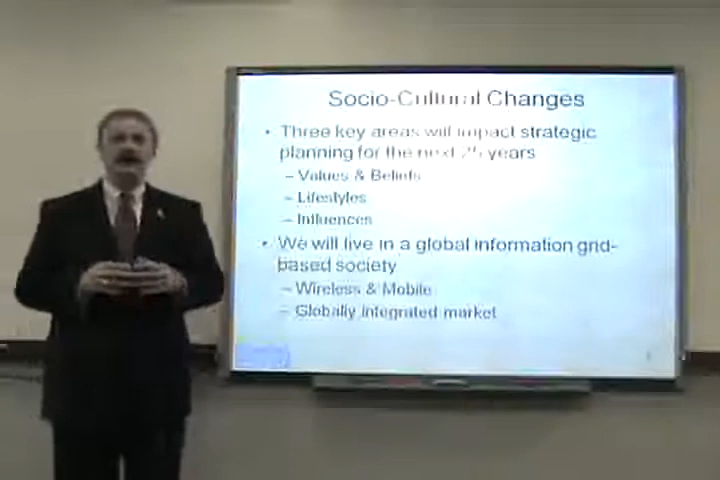 Socio-Cultural Changes
• Three key areas will impact strategic
planning for the next 25 years
– Values & Beliefs
– Lifestyles
– Influences
• We will live in a global information grid-
based society
– Wireless & Mobile
– Globally integrated market